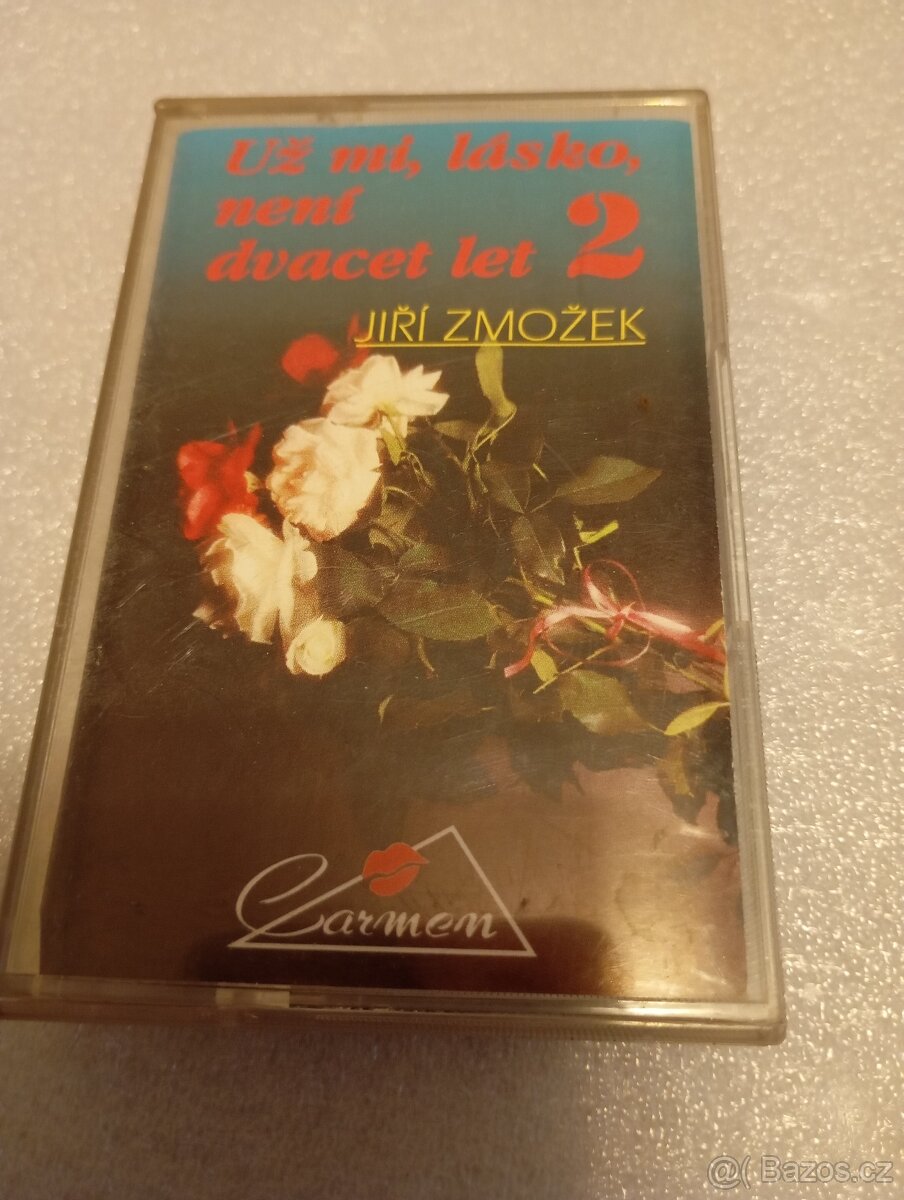 Už mi, lásko,
není
dvacet let 2
JIŘÍ ZMOŽEK
Carmen
@( Bazos.cz